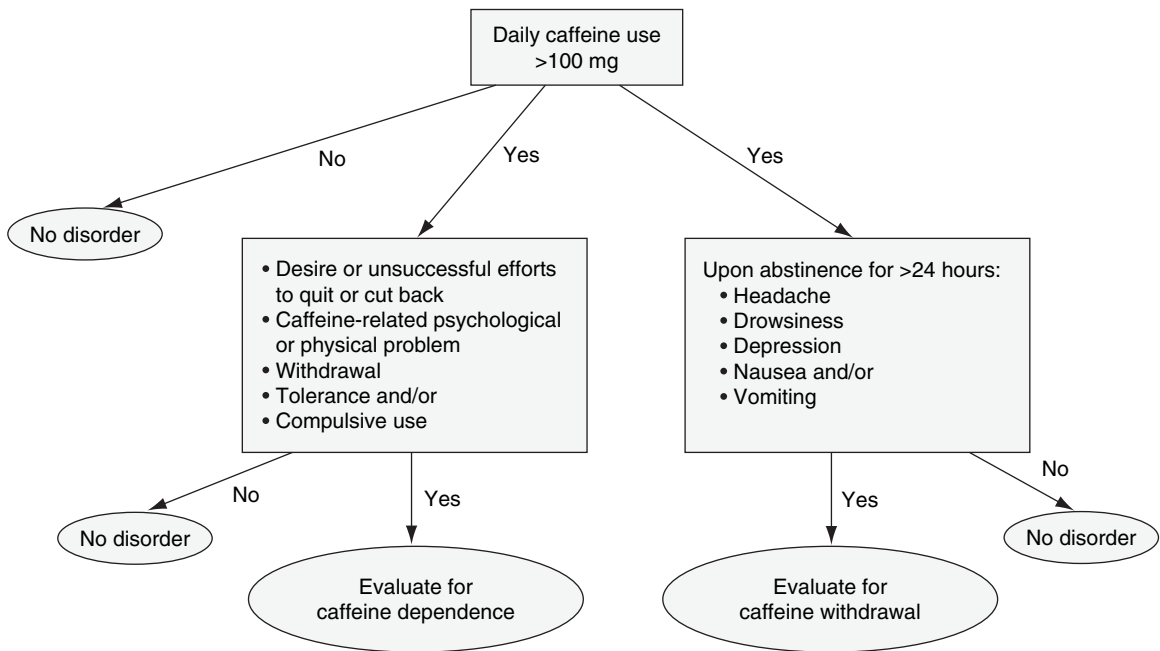 Daily caffeine use
>100 mg
No
Yes
Yes
No disorder
• Desire or unsuccessful efforts
to quit or cut back
• Caffeine-related psychological
or physical problem
• Withdrawal
• Tolerance and/or
• Compulsive use
Upon abstinence for >24 hours:
• Headache
• Drowsiness
• Depression
• Nausea and/or
• Vomiting
No
Yes
Yes
No
No disorder
Evaluate for
caffeine dependence
Evaluate for
caffeine withdrawal
No disorder